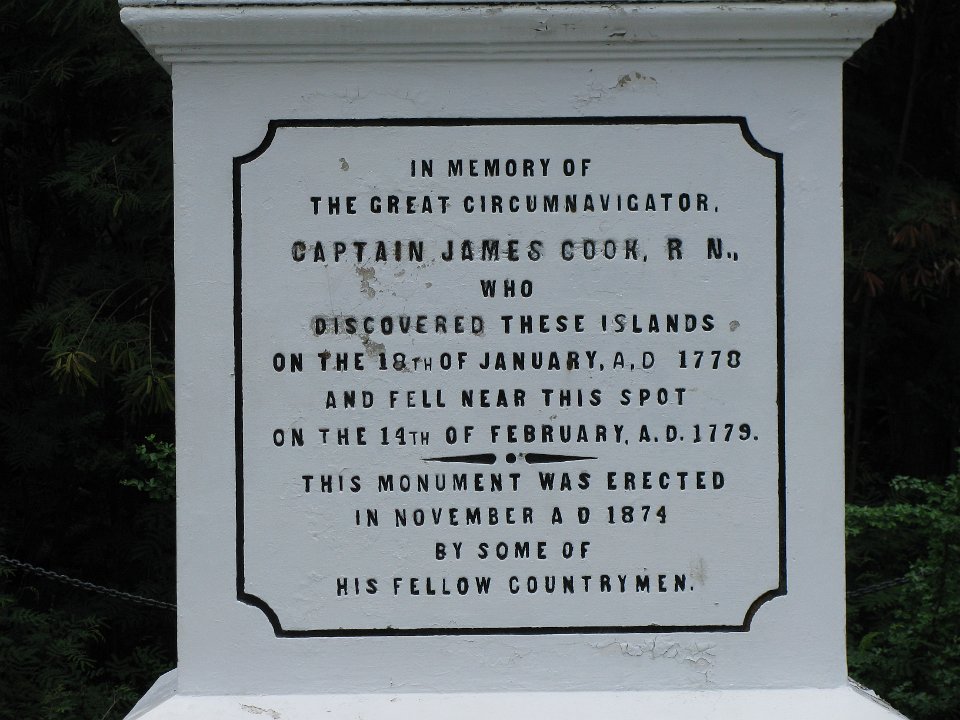 IN MEMORY OF
THE GREAT CIRCUMNAVIGATOR.
CAPTAIN JAMES COOK, R N.,
WHO
DISCOVERED THESE ISLANDS
ON THE 18TH OF JANUARY, A,D 1778
AND FELL NEAR THIS SPOT
ON THE 14TH OF FEBRUARY, A.D. 1779.
THIS MONUMENT WAS ERECTED
IN NOVEMBER A D 1874
BY SOME OF
HIS FELLOW COUNTRYMEN.